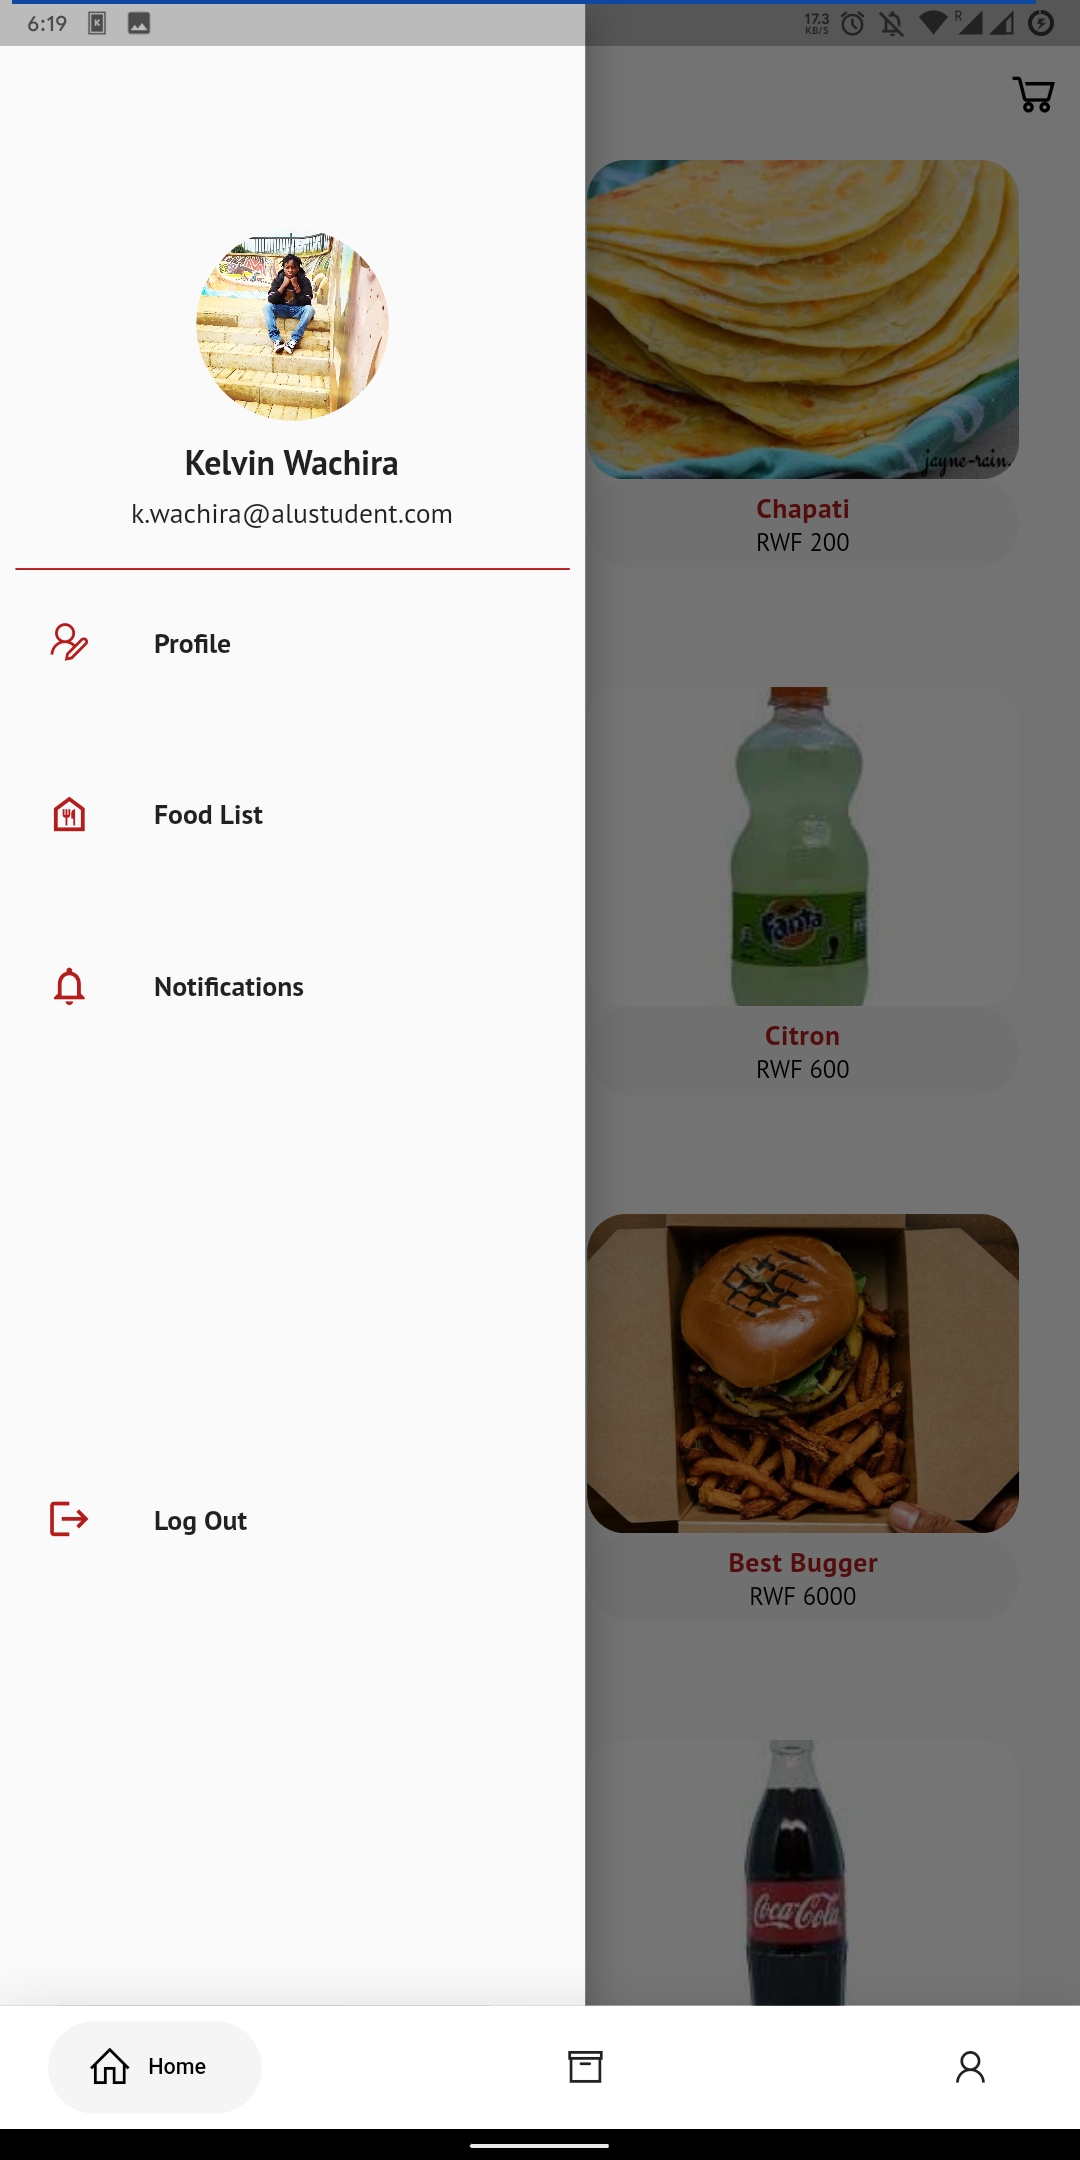 6:19
17.3
KB/S
R
Kelvin Wachira
k.wachira@alustudent.com
Profile
Food List
Notifications
Log Out
jayne-rain.
Chapati
RWF 200
Fanta
Citron
RWF 600
Best Bugger
RWF 6000
Coca-Cola
Home